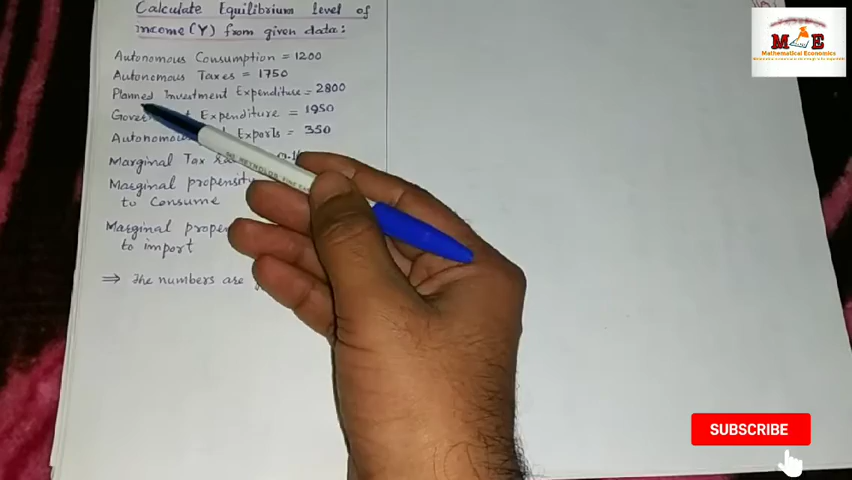 Calculate Equilibrium level of
income (Y) from given data:
Autonomous Consumption = 1200
Autonomous Taxes = 1750
Planned Investment Expenditure = 2800
Expenditure = 1950
Exports = 350
Marginal Tax
Marginal propensity
to Consume
Marginal
to import
⇒ The numbers are
MAE
Mathematical Economics
SUBSCRIBE